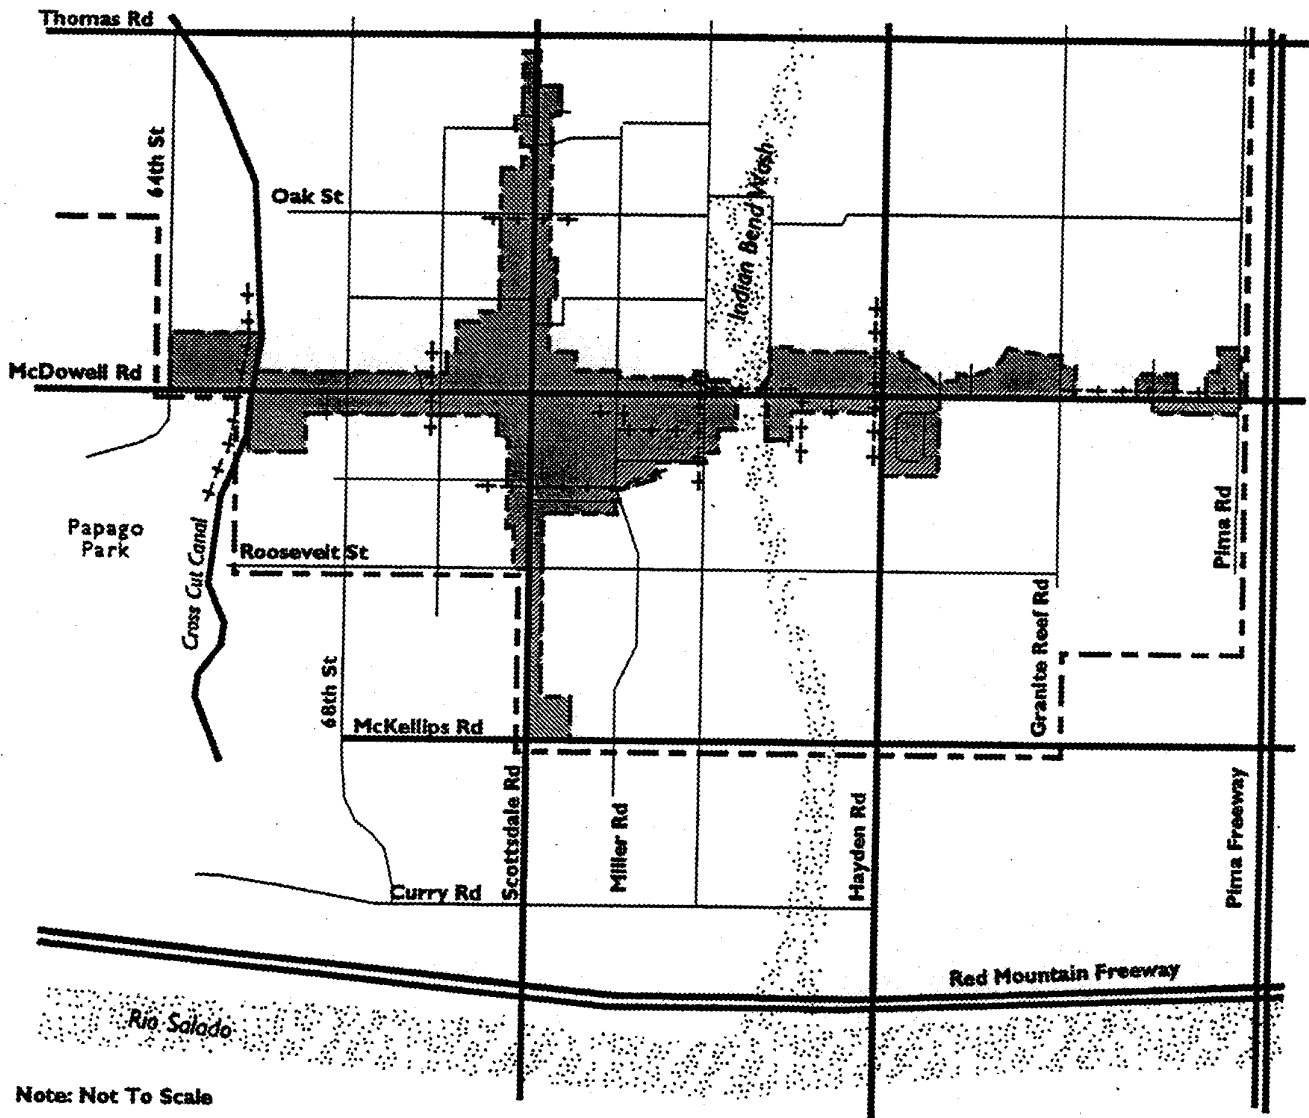 Thomas Rd
64th St
Oak St
Indian Bend Wash
McDowell Rd
Papago
Park
Cross Cut Canal
Roosevelt St
Pima Rd
Granite Reef Rd
68th St
McKellips Rd
Scottsdale Rd
Miller Rd
Hayden Rd
Pima Freeway
Curry Rd
Red Mountain Freeway
Rio Salado
Note: Not To Scale